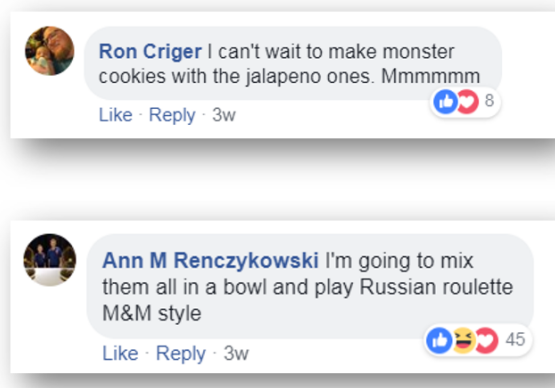 Ron Criger I can't wait to make monster
cookies with the jalapeno ones. Mmmmmm
8
Like · Reply · 3w
Ann M Renczykowski I'm going to mix
them all in a bowl and play Russian roulette
M&M style
45
Like · Reply · 3w